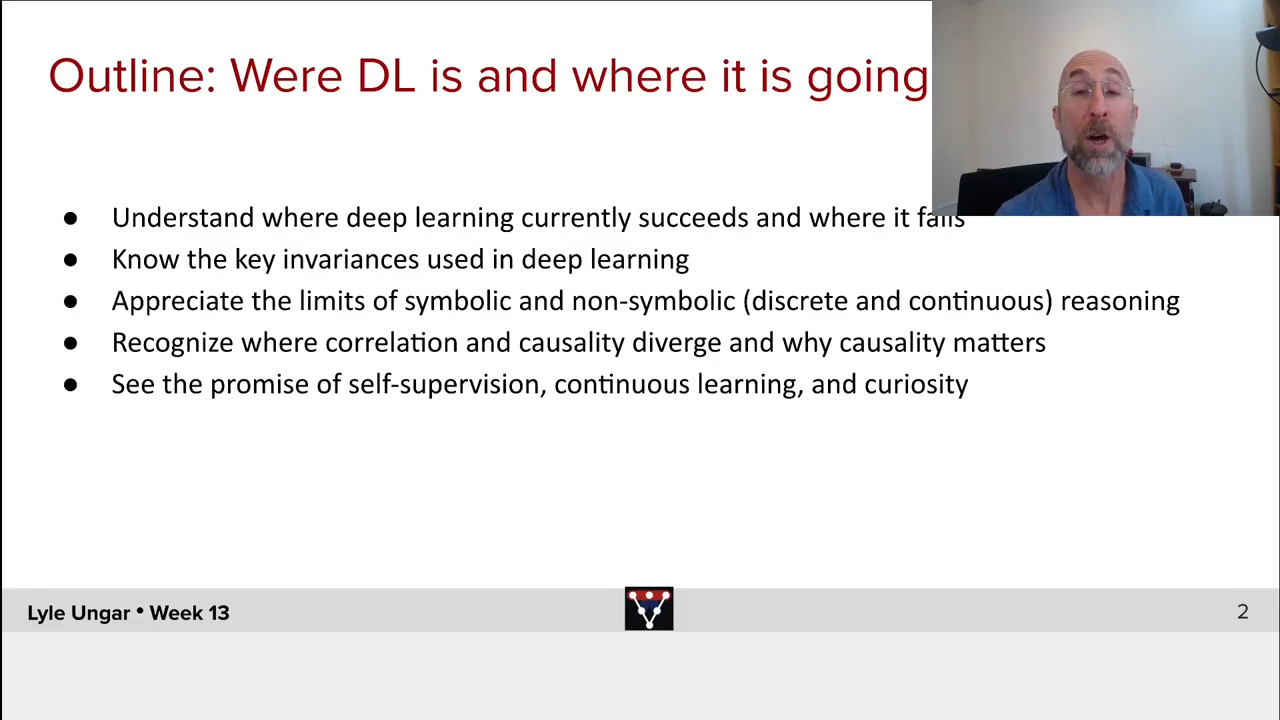 Outline: Were DL is and where it is going
● Understand where deep learning currently succeeds and where it fails
● Know the key invariances used in deep learning
● Appreciate the limits of symbolic and non-symbolic (discrete and continuous) reasoning
● Recognize where correlation and causality diverge and why causality matters
● See the promise of self-supervision, continuous learning, and curiosity
Lyle Ungar • Week 13
2